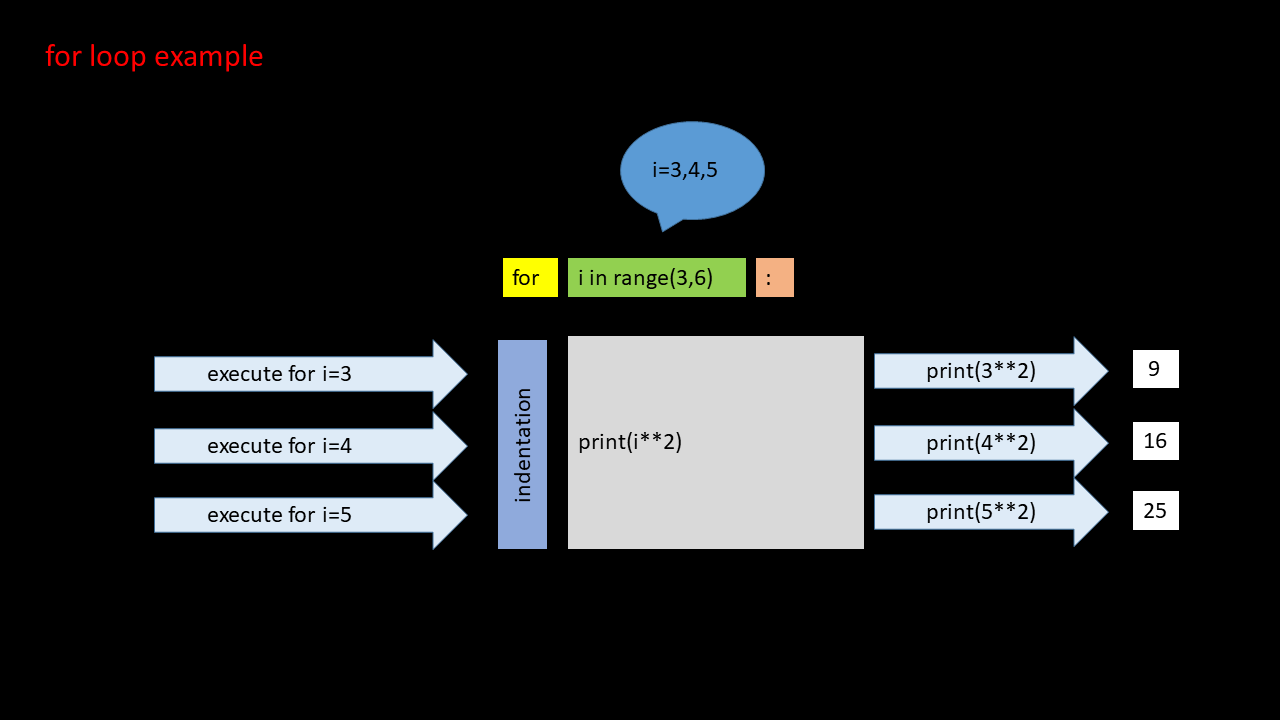 for loop example
i=3,4,5
for
i in range(3,6)
:
execute for i=3
execute for i=4
execute for i=5
indentation
print(i**2)
print(3**2)
9
print(4**2)
16
print(5**2)
25